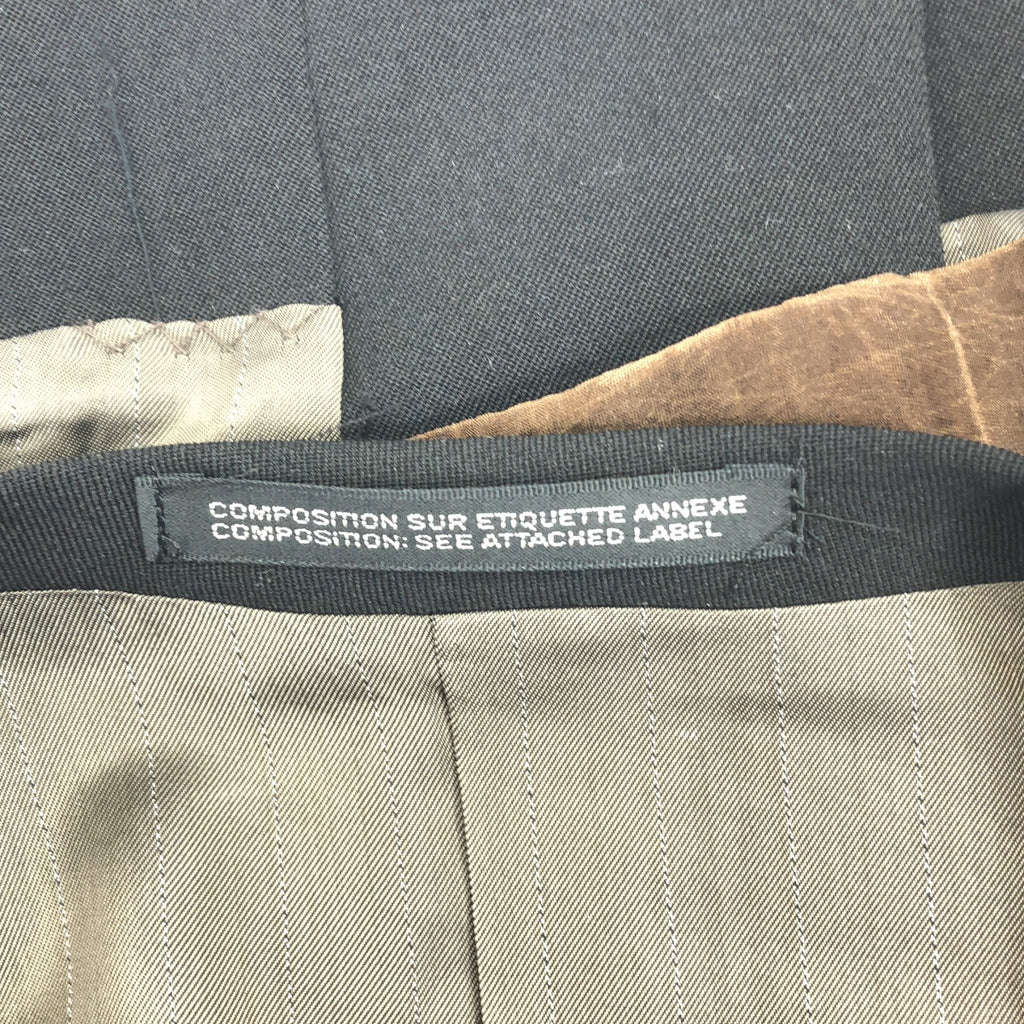 COMPOSITION SUR ETIQUETTE ANNEXE
COMPOSITION: SEE ATTACHED LABEL